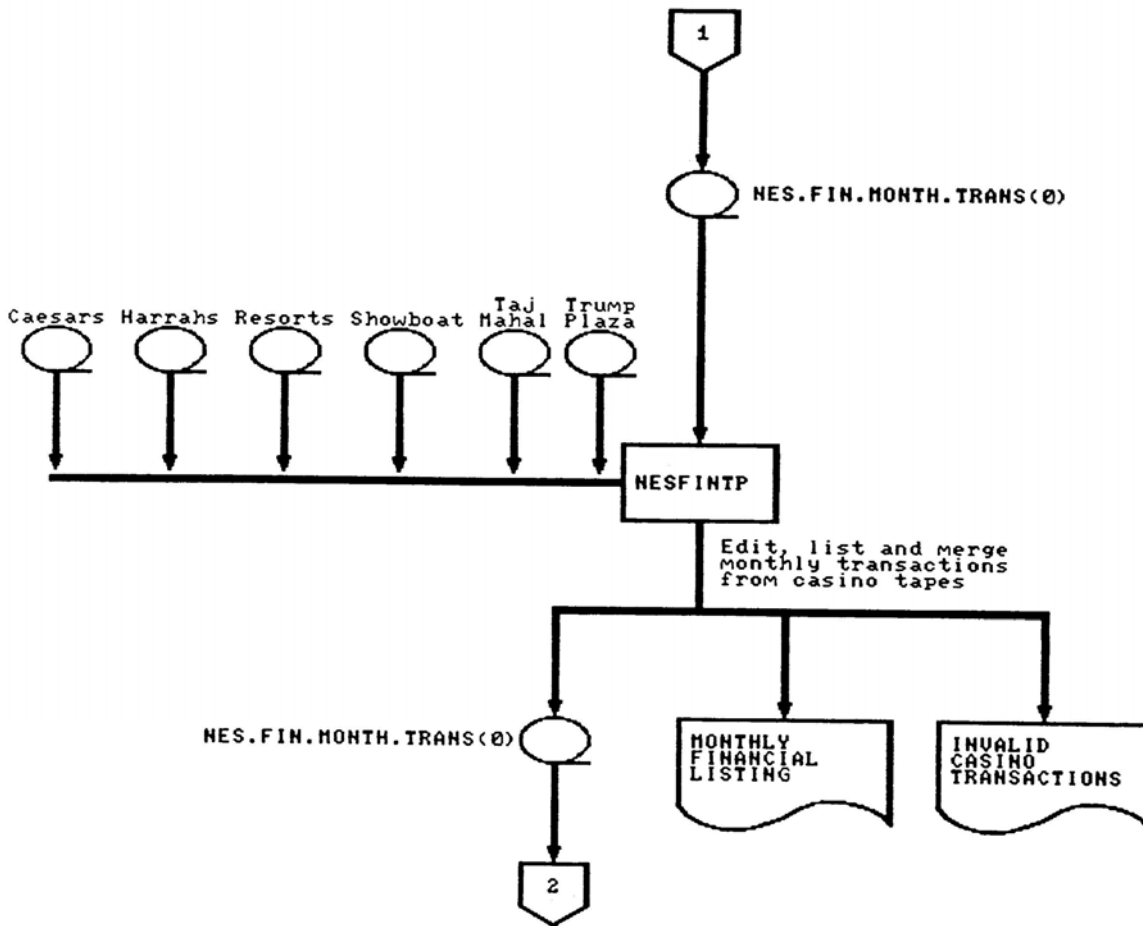 1
NES.FIN.MONTH.TRANS(0)
Caesars
Harrahs
Resorts
Showboat
Taj
Mahal
Trump
Plaza
NESFINTP
Edit, list and merge
monthly transactions
from casino tapes
NES.FIN.MONTH.TRANS(0)
MONTHLY
FINANCIAL
LISTING
INVALID
CASINO
TRANSACTIONS
2